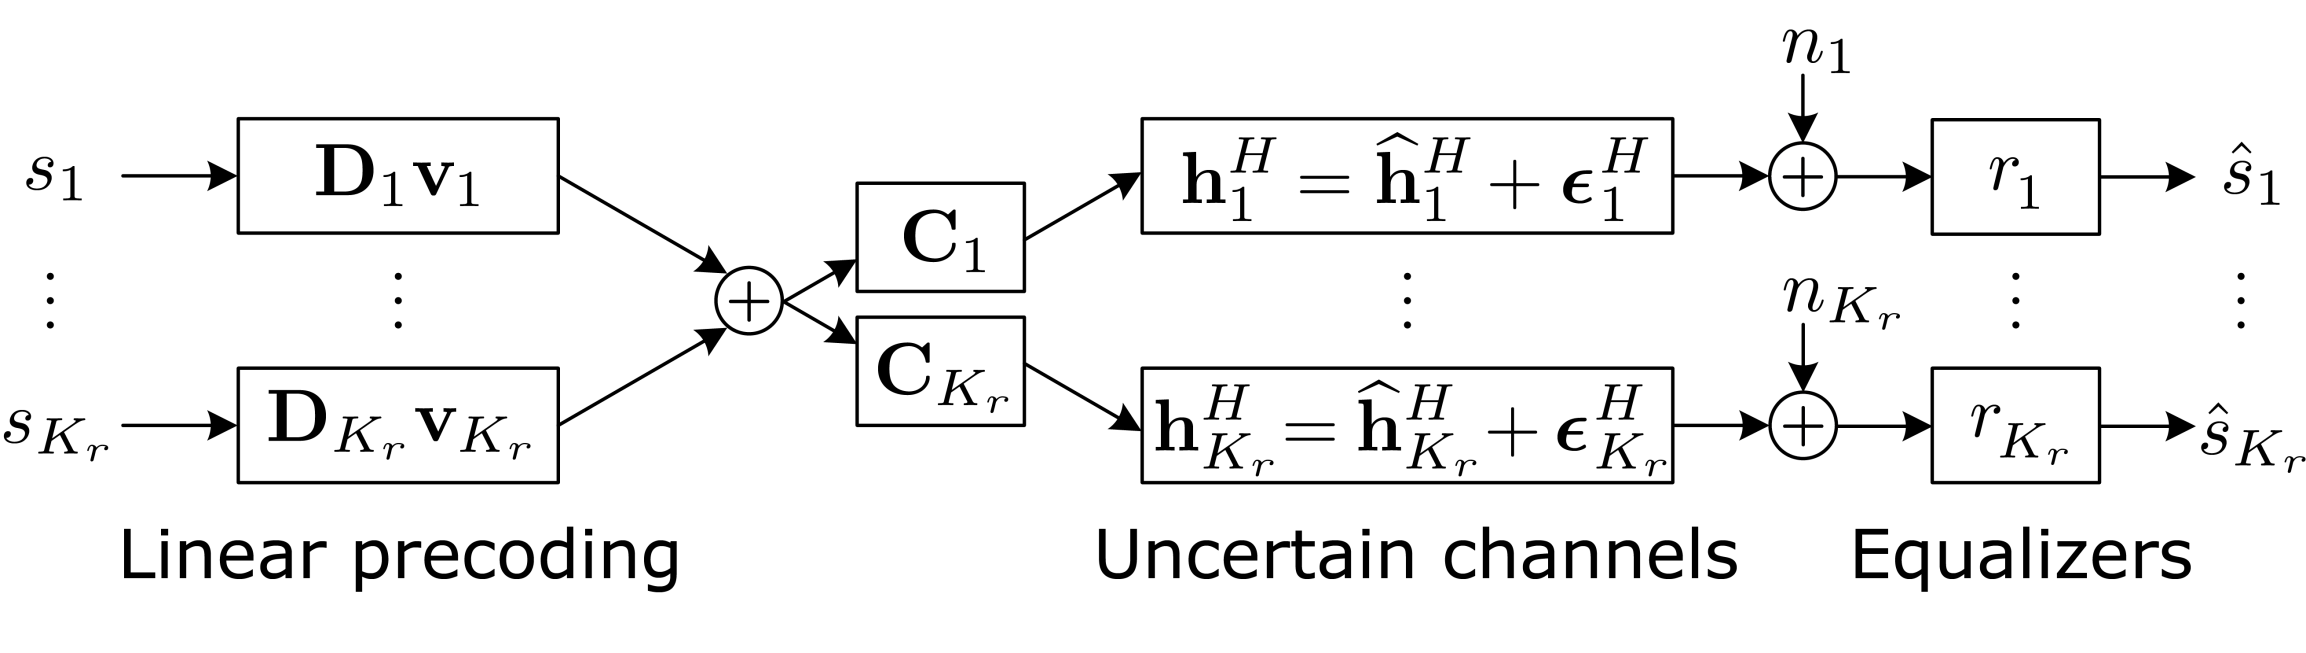 n₁
s₁ D₁v₁ C₁ h₁ᴴ = ĥ₁ᴴ + ϵ₁ᴴ + r₁ ŝ₁
⋮ ⋮ + ⋮ ⋮ ⋮
n_{K_r}
s_{K_r} D_{K_r}v_{K_r} C_{K_r} h_{K_r}^H = ĥ_{K_r}^H + ϵ_{K_r}^H + r_{K_r} ŝ_{K_r}
Linear precoding Uncertain channels Equalizers